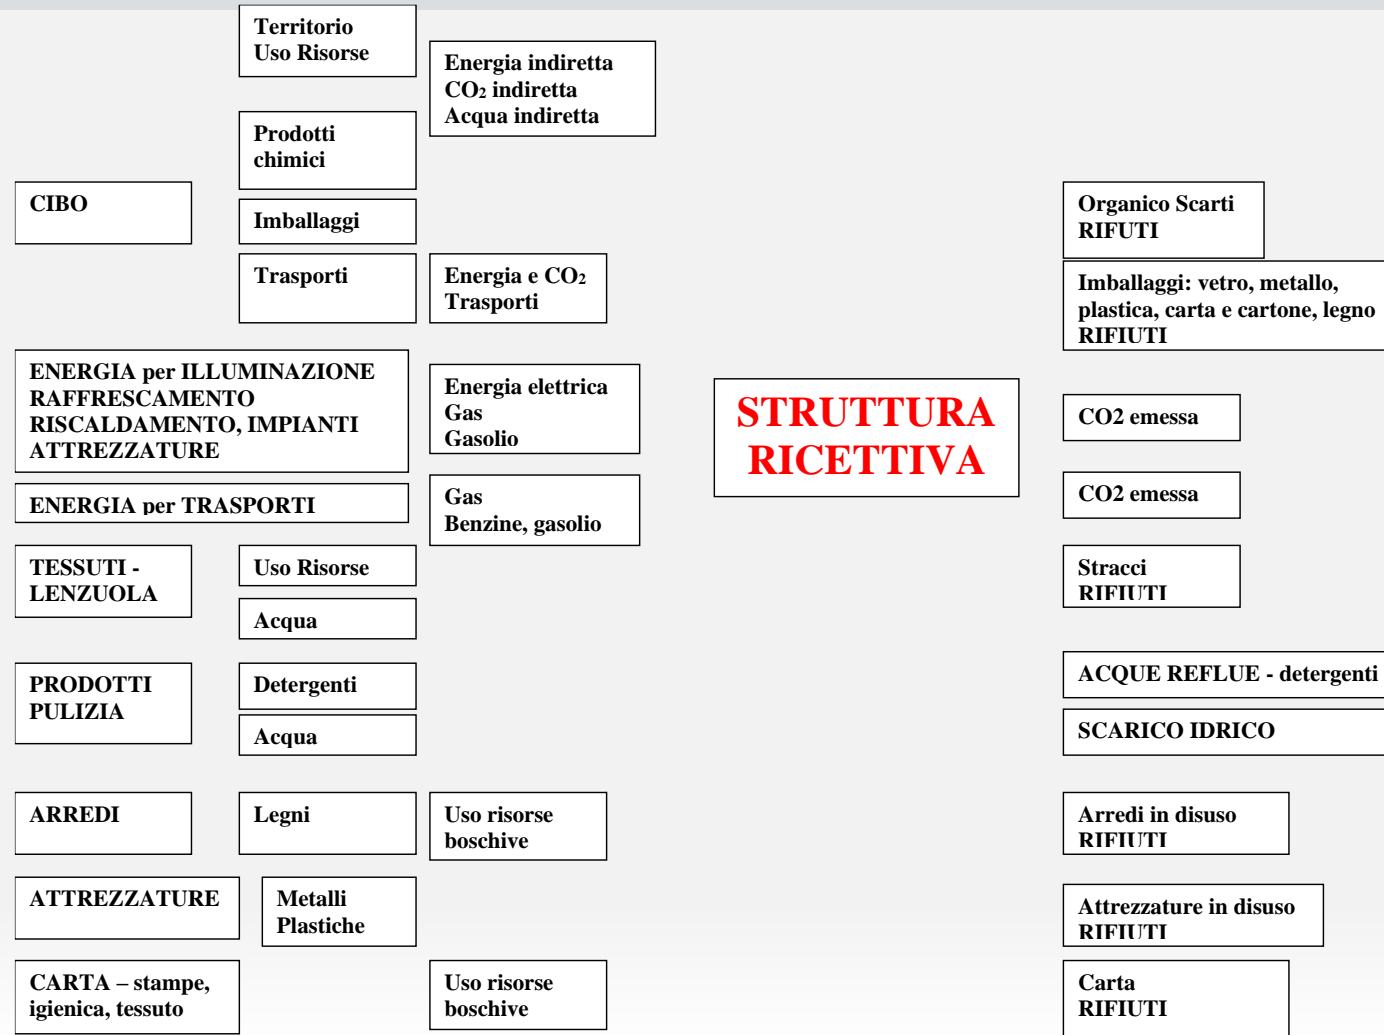 Territorio
Uso Risorse
Energia indiretta
CO₂ indiretta
Acqua indiretta
Prodotti
chimici
CIBO
Imballaggi
Trasporti
Energia e CO₂
Trasporti
Organico Scarti
RIFUTI
Imballaggi: vetro, metallo,
plastica, carta e cartone, legno
RIFIUTI
ENERGIA per ILLUMINAZIONE
RAFFRESCAMENTO
RISCALDAMENTO, IMPIANTI
ATTREZZATURE
Energia elettrica
Gas
Gasolio
STRUTTURA
RICETTIVA
CO2 emessa
ENERGIA per TRASPORTI
Gas
Benzine, gasolio
CO2 emessa
TESSUTI -
LENZUOLA
Uso Risorse
Acqua
Stracci
RIFIUTI
PRODOTTI
PULIZIA
Detergenti
Acqua
ACQUE REFLUE - detergenti
SCARICO IDRICO
ARREDI
Legni
Uso risorse
boschive
Arredi in disuso
RIFIUTI
ATTREZZATURE
Metalli
Plastiche
Attrezzature in disuso
RIFIUTI
CARTA – stampe,
igienica, tessuto
Uso risorse
boschive
Carta
RIFIUTI